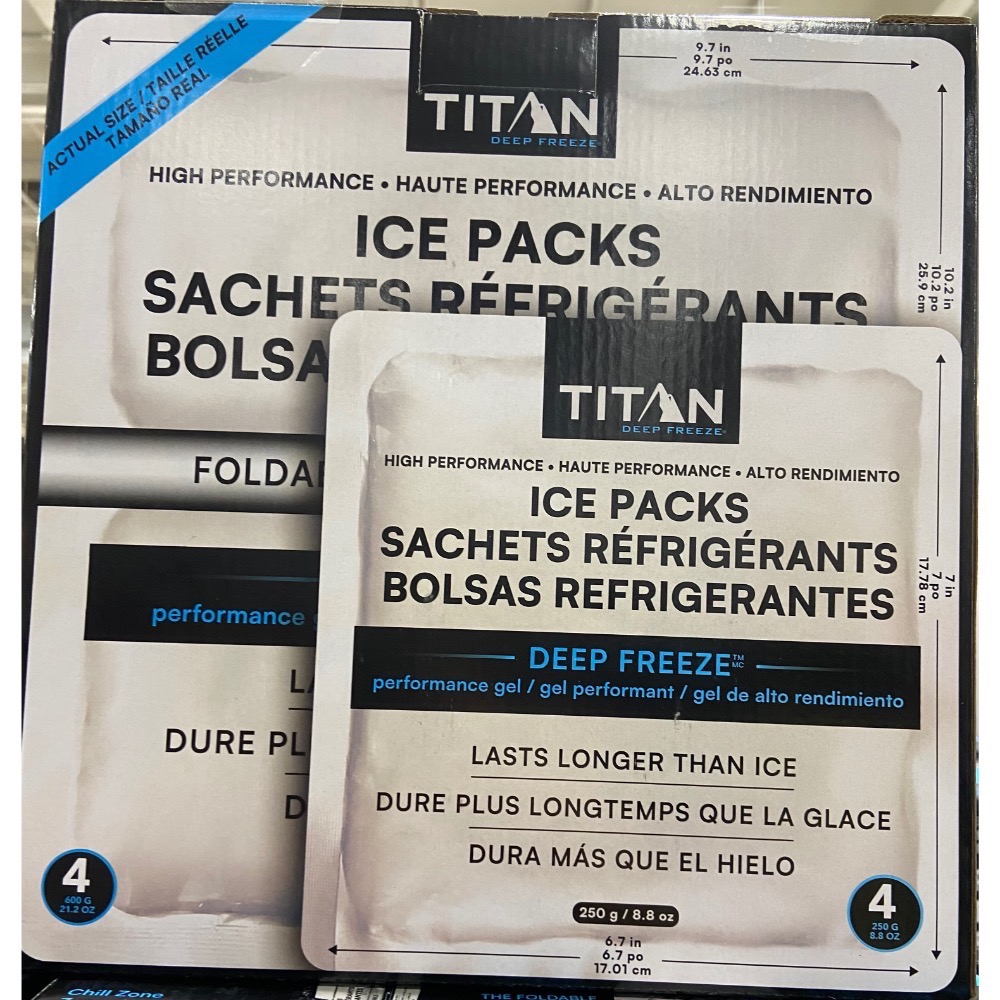 ACTUAL SIZE / TAILLE RÉELLE
TAMAÑO REAL
9.7 in
9.7 po
24.63 cm
TITAN
DEEP FREEZE®
HIGH PERFORMANCE • HAUTE PERFORMANCE • ALTO RENDIMIENTO
ICE PACKS
SACHETS RÉFRIGÉRANTS
BOLSA
10.2 in
10.2 po
25.9 cm
FOLDA
performance
L
DURE PL
D
4
600 G
21.2 OZ
TITAN
DEEP FREEZE®
HIGH PERFORMANCE • HAUTE PERFORMANCE • ALTO RENDIMIENTO
ICE PACKS
SACHETS RÉFRIGÉRANTS
BOLSAS REFRIGERANTES
7 in
7 po
17.78 cm
DEEP FREEZE™ MC
performance gel / gel performant / gel de alto rendimiento
LASTS LONGER THAN ICE
DURE PLUS LONGTEMPS QUE LA GLACE
DURA MÁS QUE EL HIELO
250 g / 8.8 oz
4
250 G
8.8 OZ
6.7 in
6.7 po
17.01 cm
Chill Zone
THE FOLDABLE